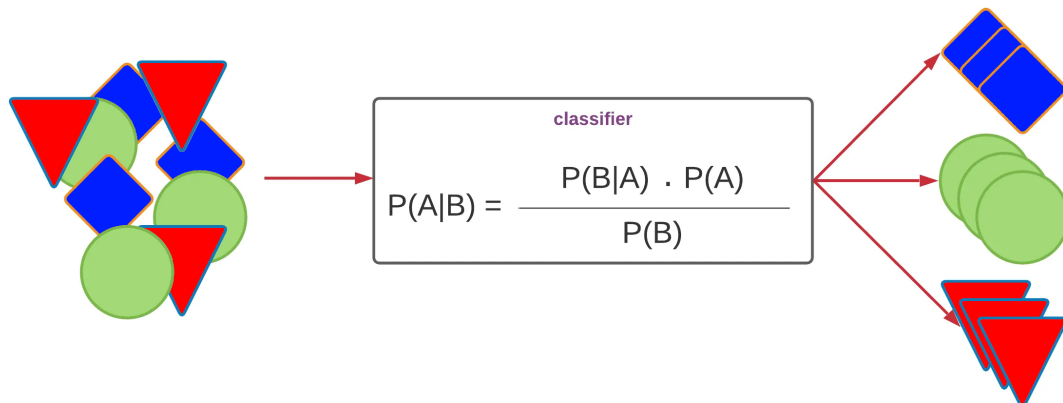 classifier
P(B|A) . P(A)
P(A|B) =
P(B)